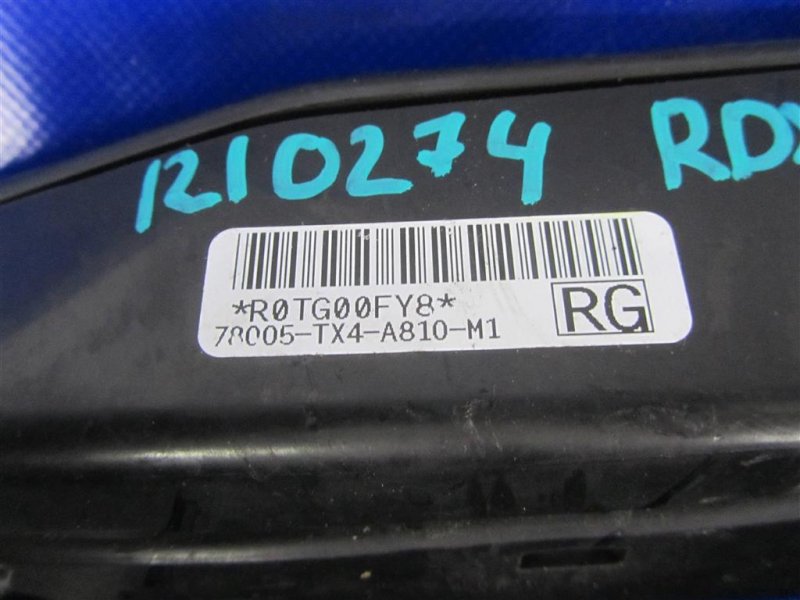 1210274 RDX
*R0TG00FY8*
78005-TX4-A810-M1
RG